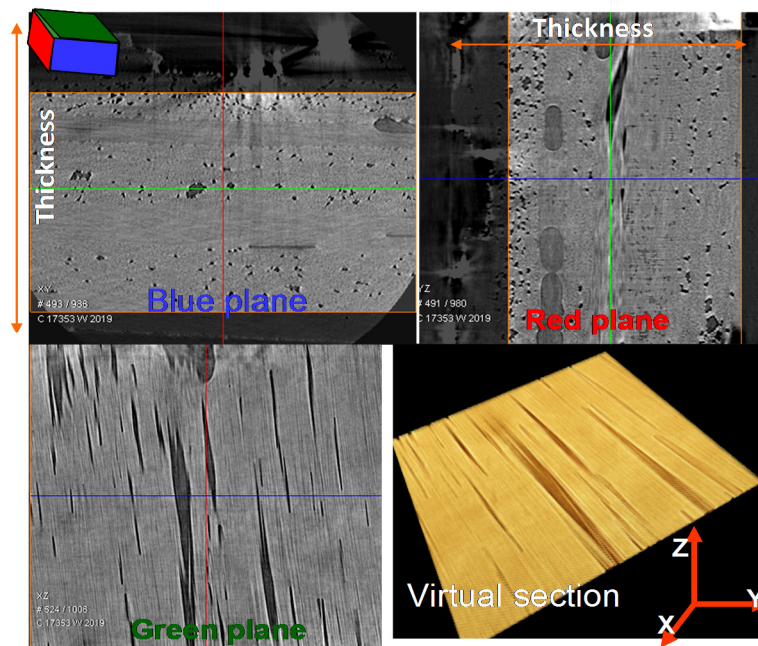 Thickness
Thickness
XY
# 493 / 938
C 17353 W 2019
Blue plane
YZ
# 491 / 980
C 17353 W 2019
Red plane
XZ
# 524 / 1006
C 17353 W 2019
Green plane
Virtual section
Z
Y
X